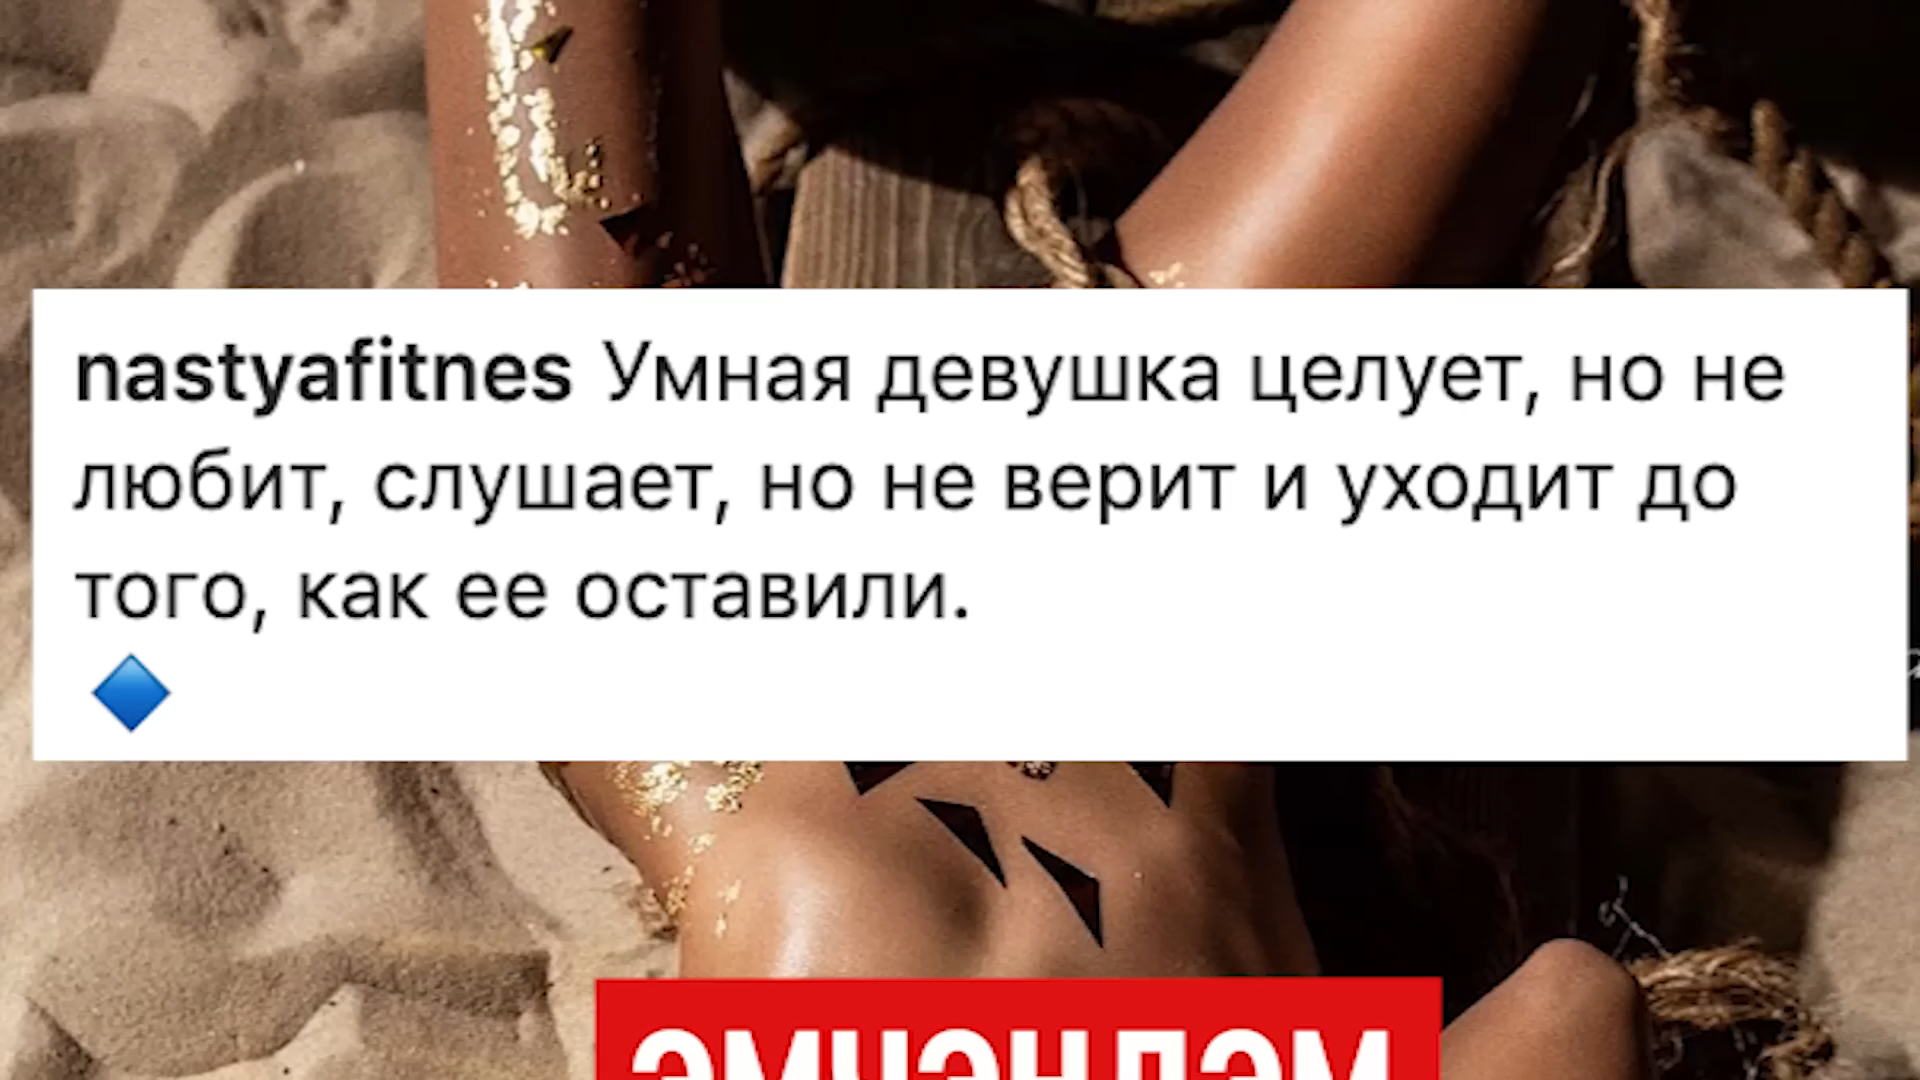 nastyafitnes Умная девушка целует, но не
любит, слушает, но не верит и уходит до
того, как ее оставили.